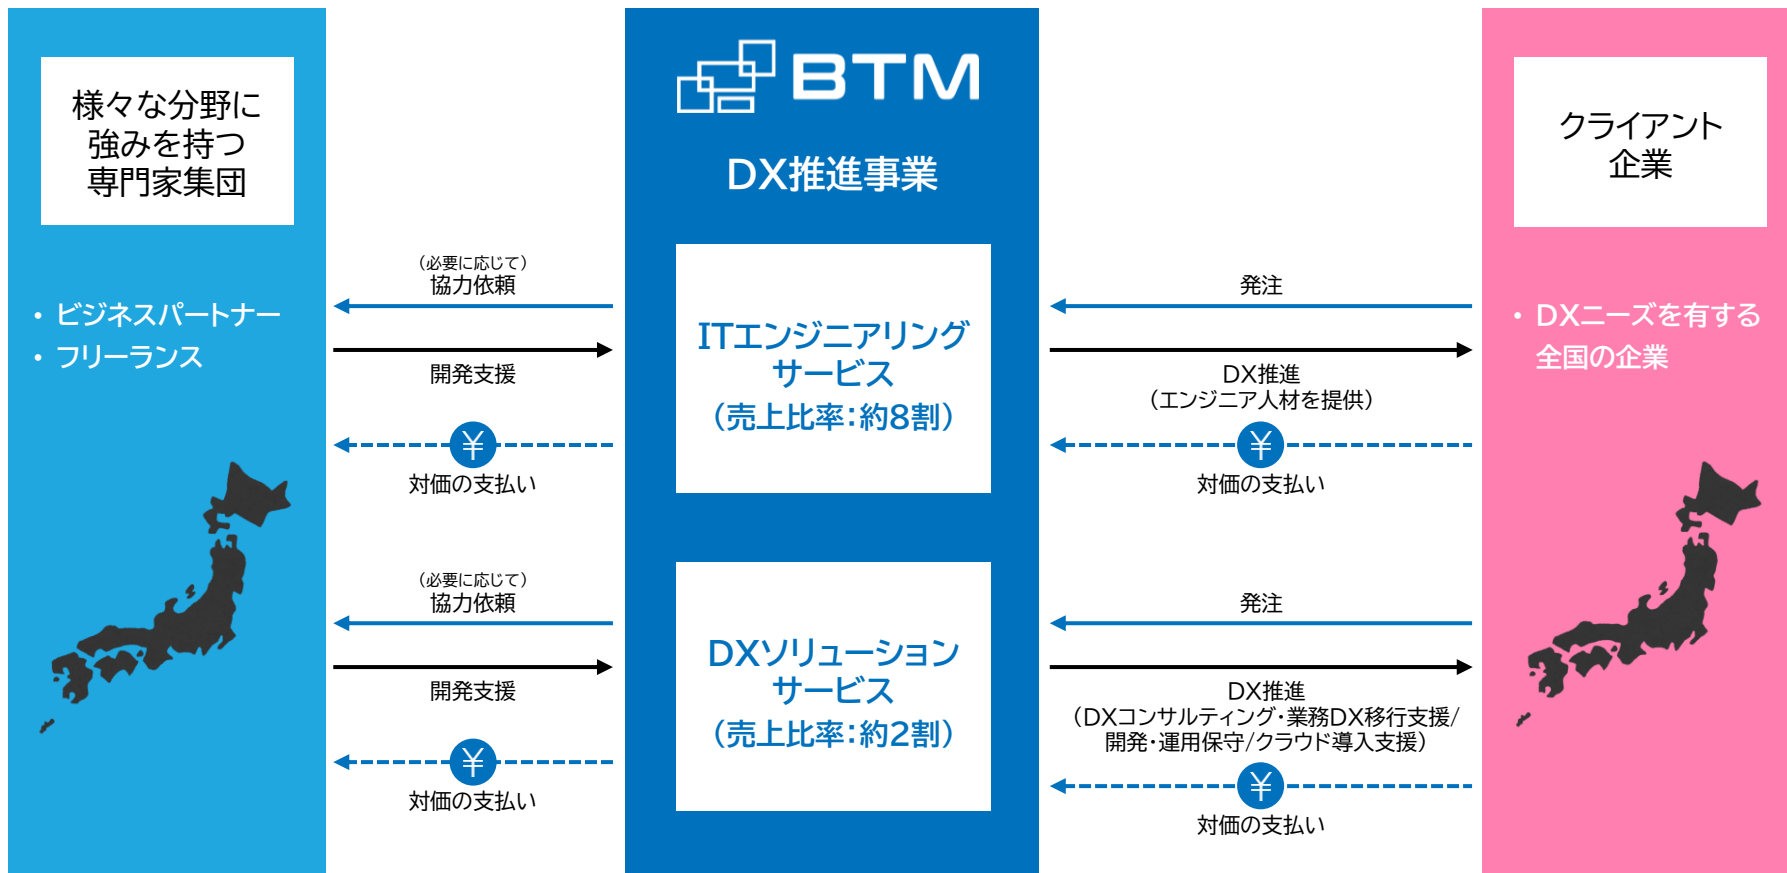 様々な分野に
強みを持つ
専門家集団
・ビジネスパートナー
・フリーランス
(必要に応じて)
協力依頼
開発支援
¥
対価の支払い
(必要に応じて)
協力依頼
開発支援
¥
対価の支払い
BTM
DX推進事業
ITエンジニアリング
サービス
(売上比率:約8割)
DXソリューション
サービス
(売上比率:約2割)
発注
DX推進
(エンジニア人材を提供)
¥
対価の支払い
発注
DX推進
(DXコンサルティング・業務DX移行支援/
開発・運用保守/クラウド導入支援)
¥
対価の支払い
クライアント
企業
・DXニーズを有する
全国の企業